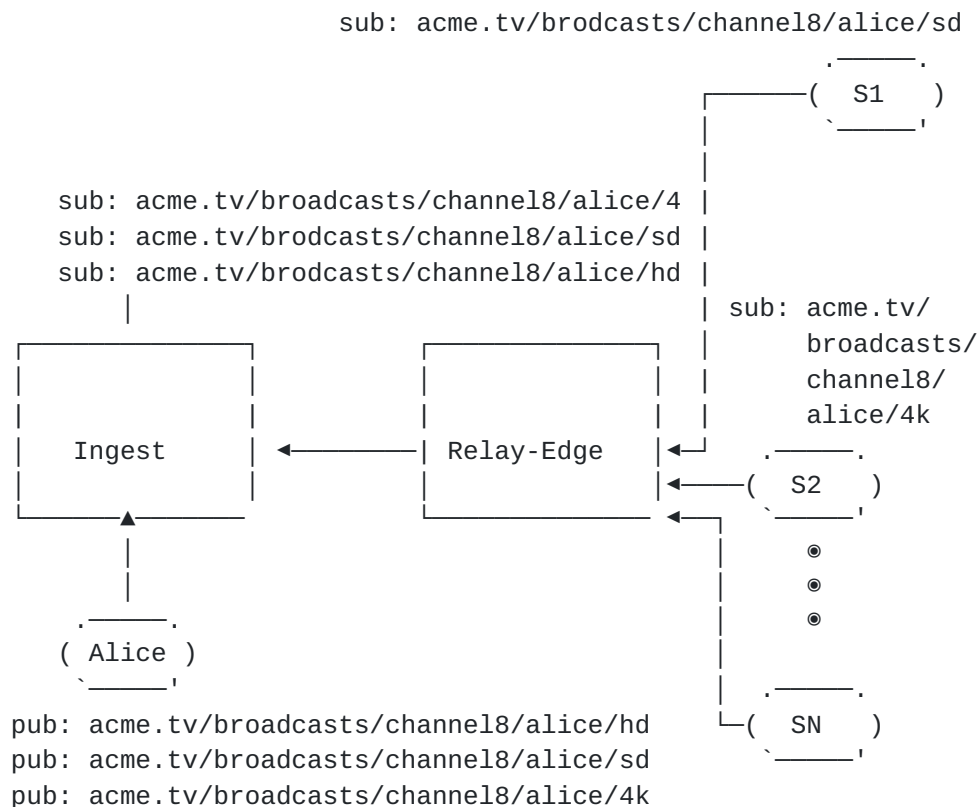 sub: acme.tv/brodcasts/channel8/alice/sd
S1
sub: acme.tv/broadcasts/channel8/alice/4
sub: acme.tv/brodcasts/channel8/alice/sd
sub: acme.tv/brodcasts/channel8/alice/hd
sub: acme.tv/
broadcasts/
channel8/
alice/4k
Ingest
Relay-Edge
S2
Alice
SN
pub: acme.tv/broadcasts/channel8/alice/hd
pub: acme.tv/broadcasts/channel8/alice/sd
pub: acme.tv/broadcasts/channel8/alice/4k